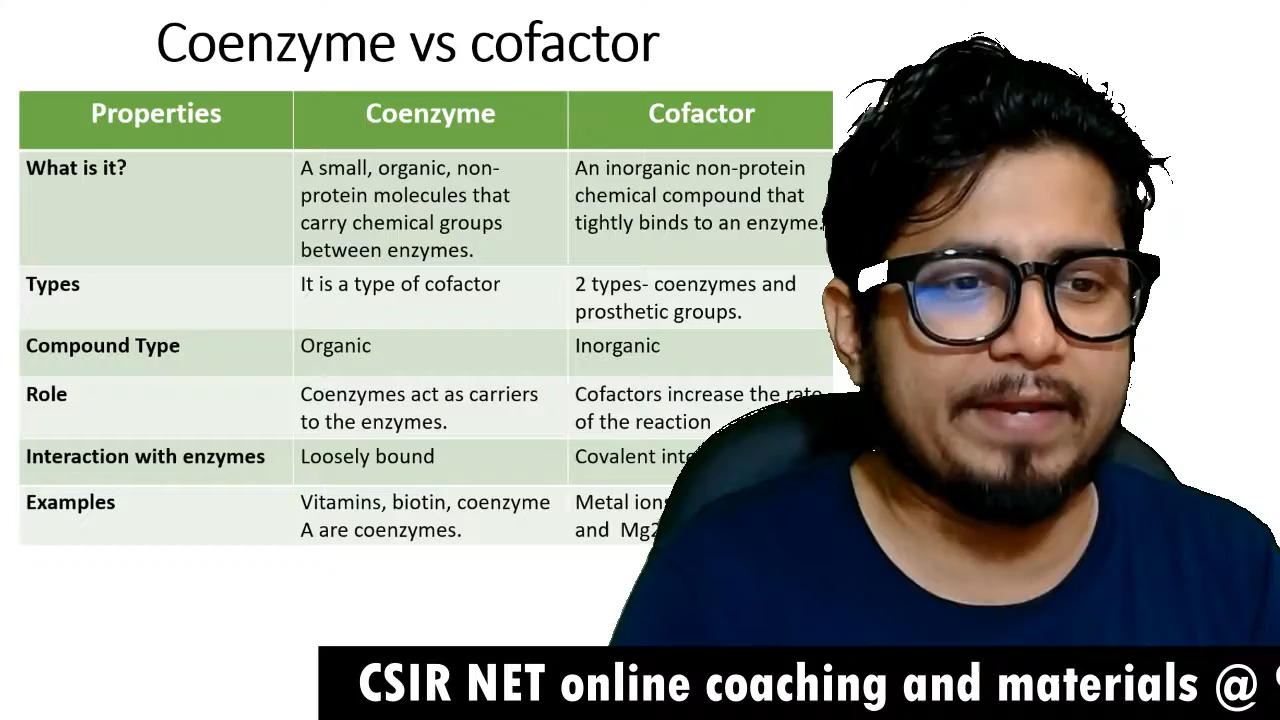 Coenzyme vs cofactor
Properties Coenzyme Cofactor
What is it?
A small, organic, non-
protein molecules that
carry chemical groups
between enzymes.
An inorganic non-protein
chemical compound that
tightly binds to an enzyme.
Types
It is a type of cofactor
2 types- coenzymes and
prosthetic groups.
Compound Type
Organic
Inorganic
Role
Coenzymes act as carriers
to the enzymes.
Cofactors increase the rate
of the reaction
Interaction with enzymes
Loosely bound
Covalent
Examples
Vitamins, biotin, coenzyme
A are coenzymes.
Metal
and
CSIR NET online coaching and materials @